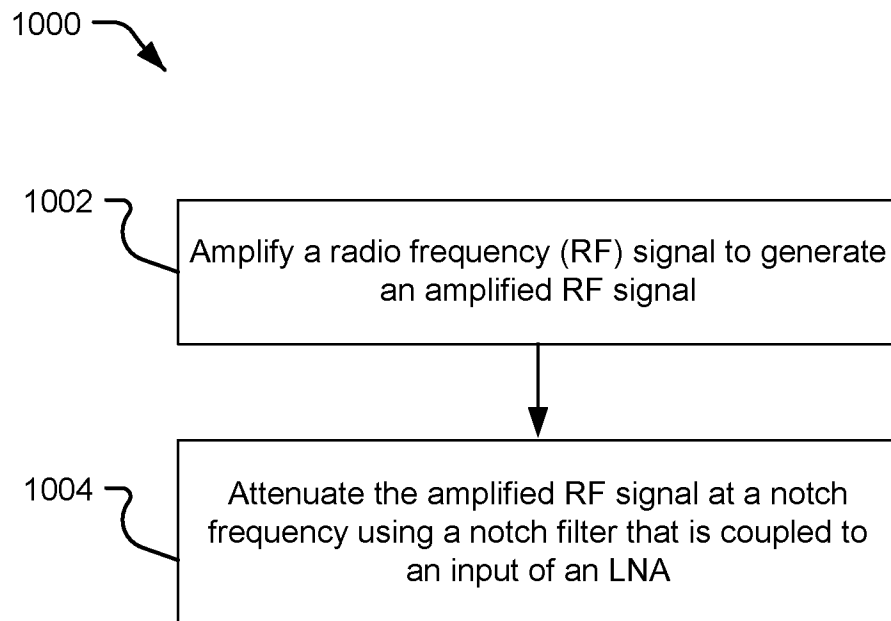 1000
1002
Amplify a radio frequency (RF) signal to generate
an amplified RF signal
1004
Attenuate the amplified RF signal at a notch
frequency using a notch filter that is coupled to
an input of an LNA